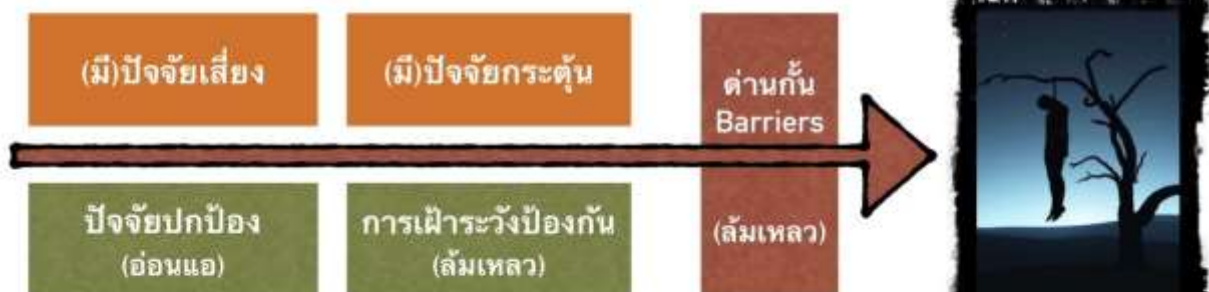 (มี)ปัจจัยเสี่ยง
(มี)ปัจจัยกระตุ้น
ด่านกั้น
Barriers
ปัจจัยปกป้อง
(อ่อนแอ)
การเฝ้าระวังป้องกัน
(ล้มเหลว)
(ล้มเหลว)